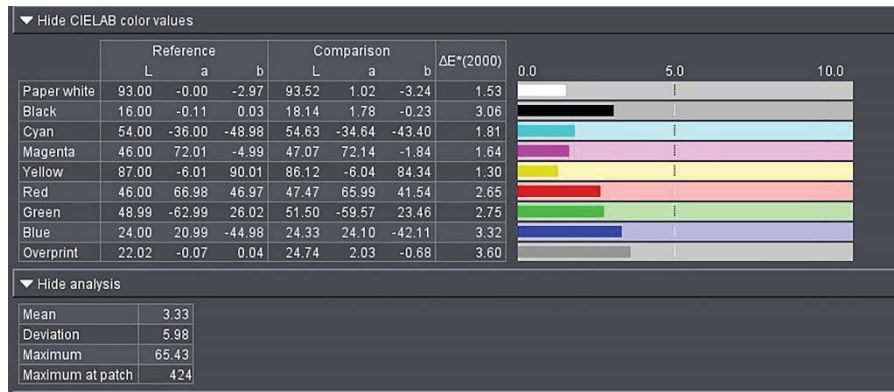 Hide CIELAB color values
Reference Comparison ΔE*(2000)
L a b L a b 0.0 5.0 10.0
Paper white 93.00 -0.00 -2.97 93.52 1.02 -3.24 1.53
Black 16.00 -0.11 0.03 18.14 1.78 -0.23 3.06
Cyan 54.00 -36.00 -48.98 54.63 -34.64 -43.40 1.81
Magenta 46.00 72.01 -4.99 47.07 72.14 -1.84 1.64
Yellow 87.00 -6.01 90.01 86.12 -6.04 84.34 1.30
Red 46.00 66.98 46.97 47.47 65.99 41.54 2.65
Green 48.99 -62.99 26.02 51.50 -59.57 23.46 2.75
Blue 24.00 20.99 -44.98 24.33 24.10 -42.11 3.32
Overprint 22.02 -0.07 0.04 24.74 2.03 -0.68 3.60
Hide analysis
Mean 3.33
Deviation 5.98
Maximum 65.43
Maximum at patch 424